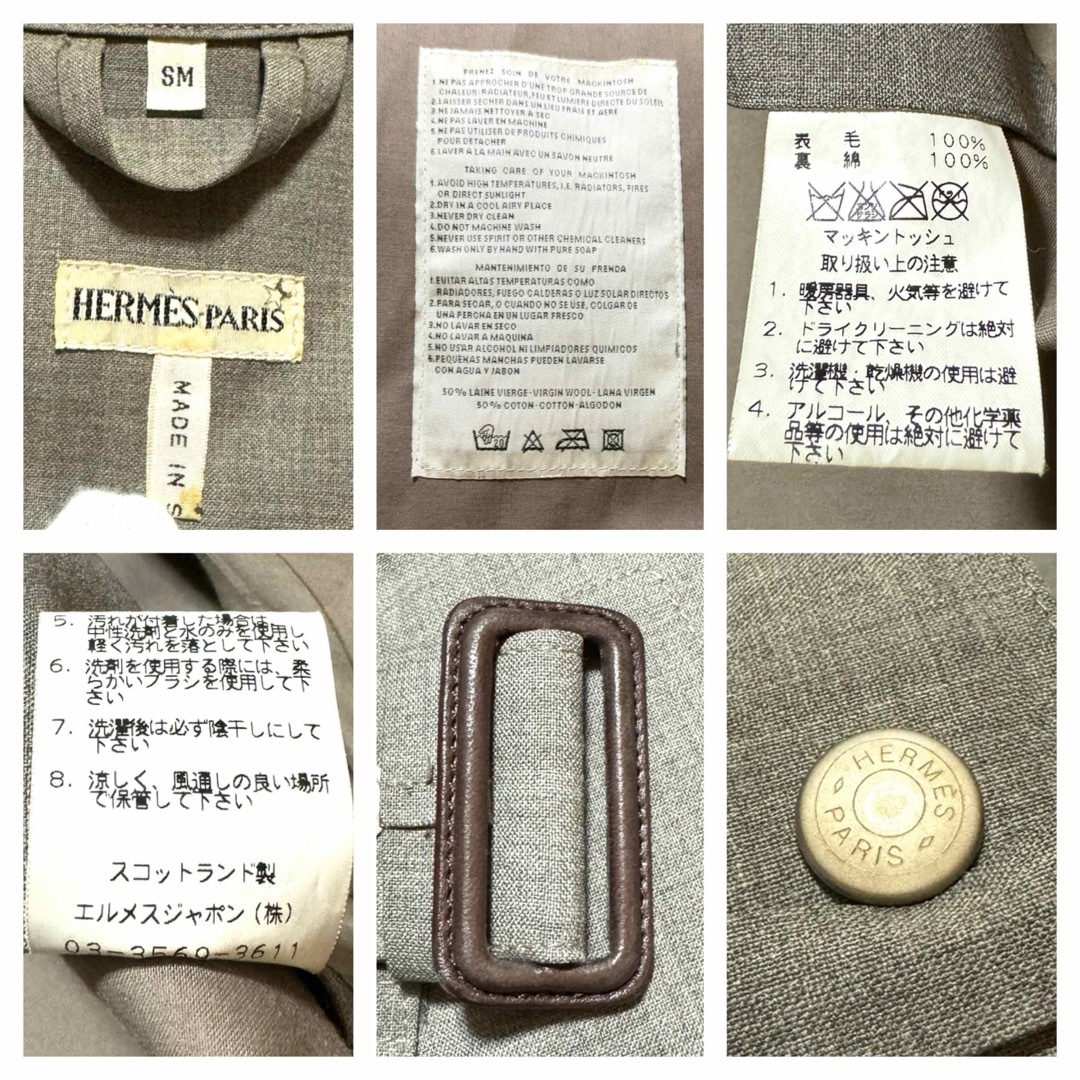 SM
HERMÈS-PARIS
MADE IN S
PRENEZ SOIN DE VOTRE MACKINTOSH
1.NE PAS APPROCHER D'UNE TROP GRANDE SOURCE DE
CHALEUR: RADIATEUR, FEU ET LUMIERE DIRECTE DU SOLEIL
2.LAISSER SECHER DANS UN LIEU FRAIS ET AERE
3.NE JAMAIS NETTOYER A SEC
4.NE PAS LAVER EN MACHINE
5.NE PAS UTILISER DE PRODUITS CHIMIQUES
POUR DETACHER
6.LAVER A LA MAIN AVEC UN SAVON NEUTRE
TAKING CARE OF YOUR MACKINTOSH
1.AVOID HIGH TEMPERATURES, I.E. RADIATORS, FIRES
OR DIRECT SUNLIGHT
2.DRY IN A COOL AIRY PLACE
3.NEVER DRY CLEAN
4.DO NOT MACHINE WASH
5.NEVER USE SPIRIT OR OTHER CHEMICAL CLEANERS
6.WASH ONLY BY HAND WITH PURE SOAP
MANTENIMIENTO DE SU PRENDA
1.EVITAR ALTAS TEMPERATURAS COMO
RADIADORES, FUEGO CALDERAS O LUZ SOLAR DIRECTOS
2.PARA SECAR, O CUANDO NO SE USE, COLGAR DE
UNA PERCHA EN UN LUGAR FRESCO
3.NO LAVAR EN SECO
4.NO LAVAR A MAQUINA
5.NO USAR ALCOHOL NI LIMPIADORES QUIMICOS
6.PEQUENAS MANCHAS PUEDEN LAVARSE
CON AGUA Y JABON
50% LAINE VIERGE-VIRGIN WOOL-LANA VIRGEN
50% COTON-COTTON-ALGODON
20
表 毛 100%
裏 綿 100%
マッキントッシュ
取り扱い上の注意
1. 暖房器具、火気等を避けて
下さい
2. ドライクリーニングは絶対
に避けて下さい
3. 洗濯機・乾燥機の使用は避
けて下さい
4. アルコール、その他化学薬
品等の使用は絶対に避けて
下さい
5. 汚れが付着した場合は、
中性洗剤と水のみを使用し
軽く汚れを落として下さい
6. 洗剤を使用する際には、柔
らかいブラシを使用して下
さい
7. 洗濯後は必ず陰干しにして
下さい
8. 涼しく、風通しの良い場所
で保管して下さい
スコットランド製
エルメスジャポン(株)
03-3569-3611
HERMÈS
PARIS